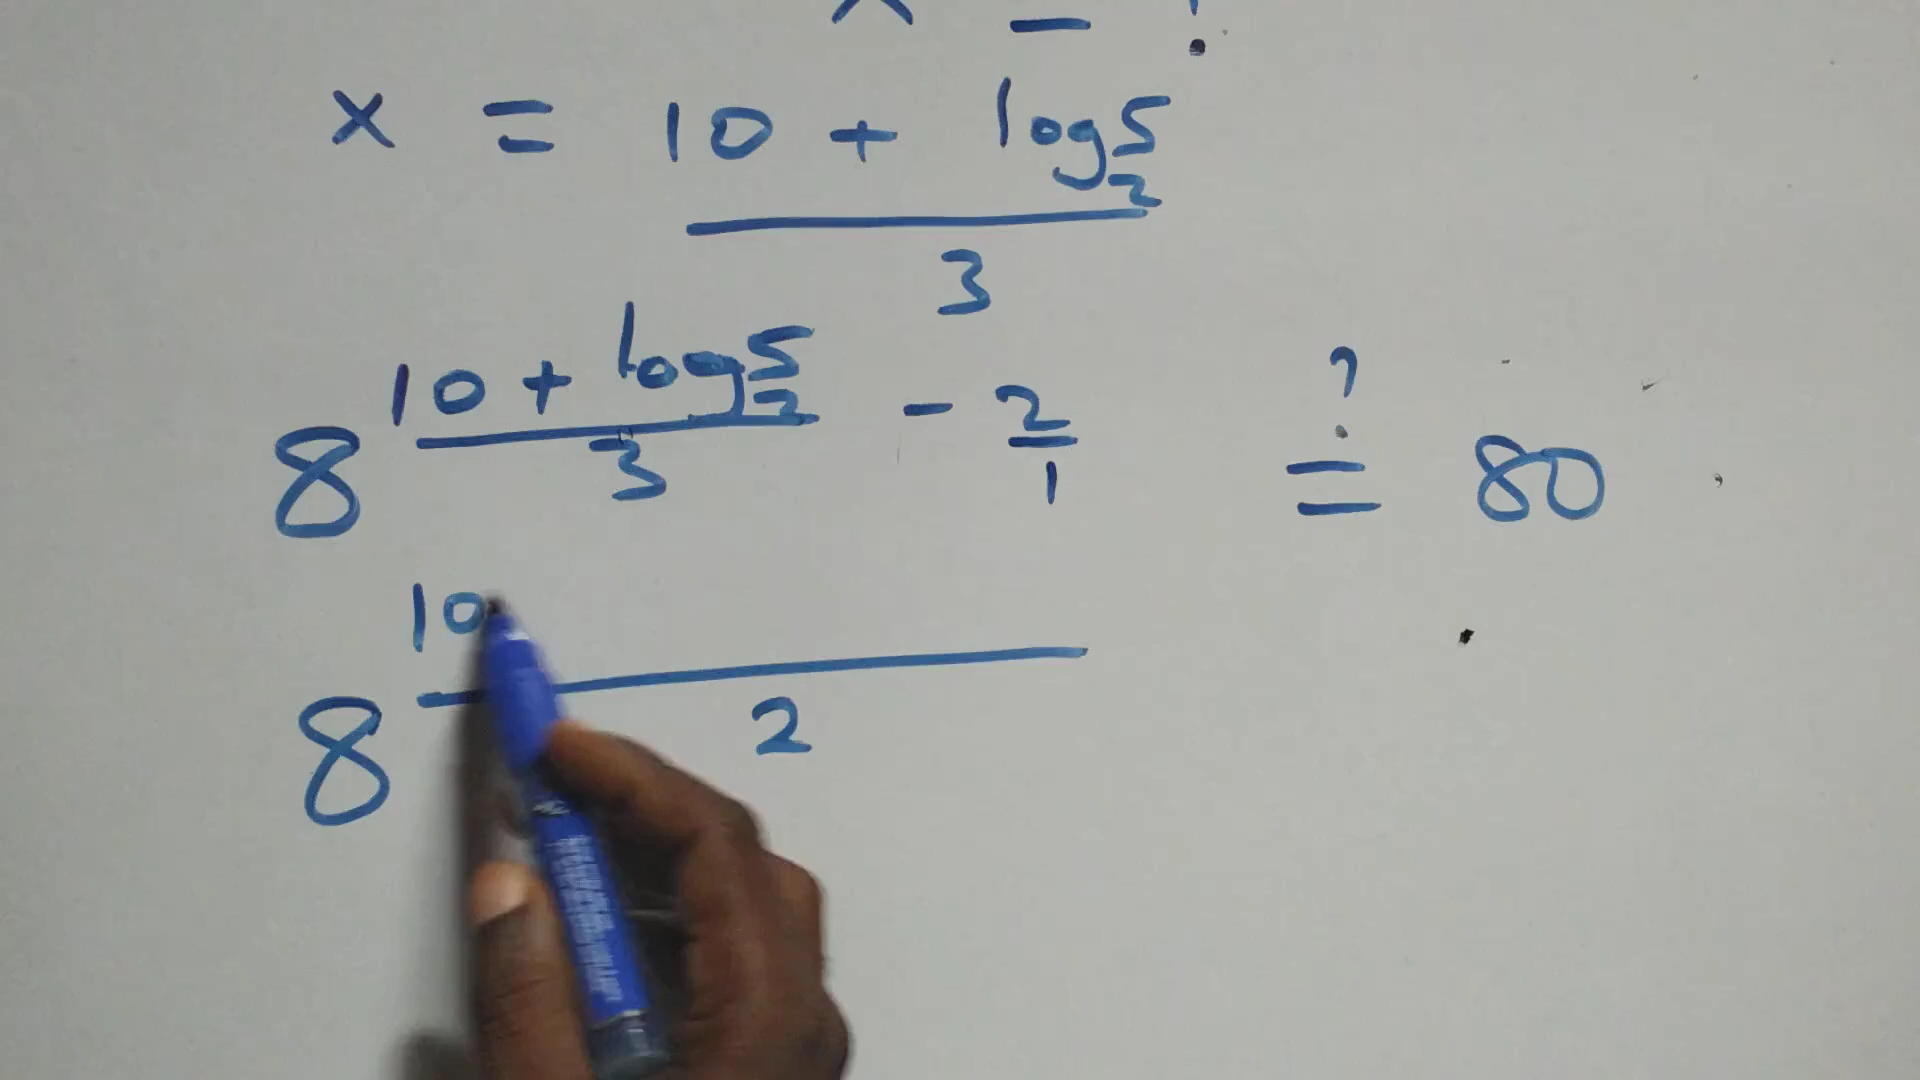 x = ?
x = 10 + log₂5
3
8^(10 + log₂5)/3 - 2/1 ?= 80
8^(10)/2